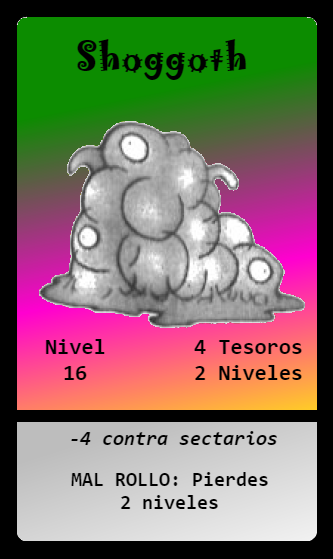 Shoggoth
Nivel 4 Tesoros
16 2 Niveles
-4 contra sectarios
MAL ROLLO: Pierdes
2 niveles